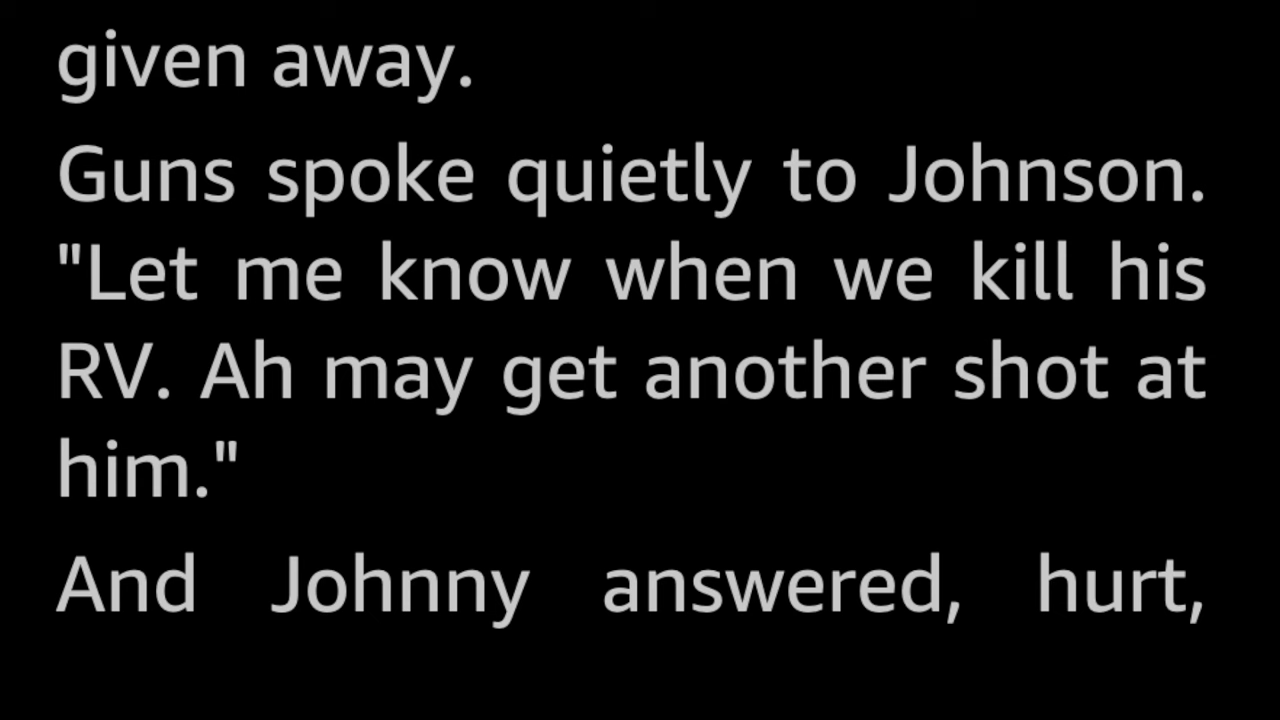 given away.
Guns spoke quietly to Johnson.
"Let me know when we kill his
RV. Ah may get another shot at
him."
And Johnny answered, hurt,